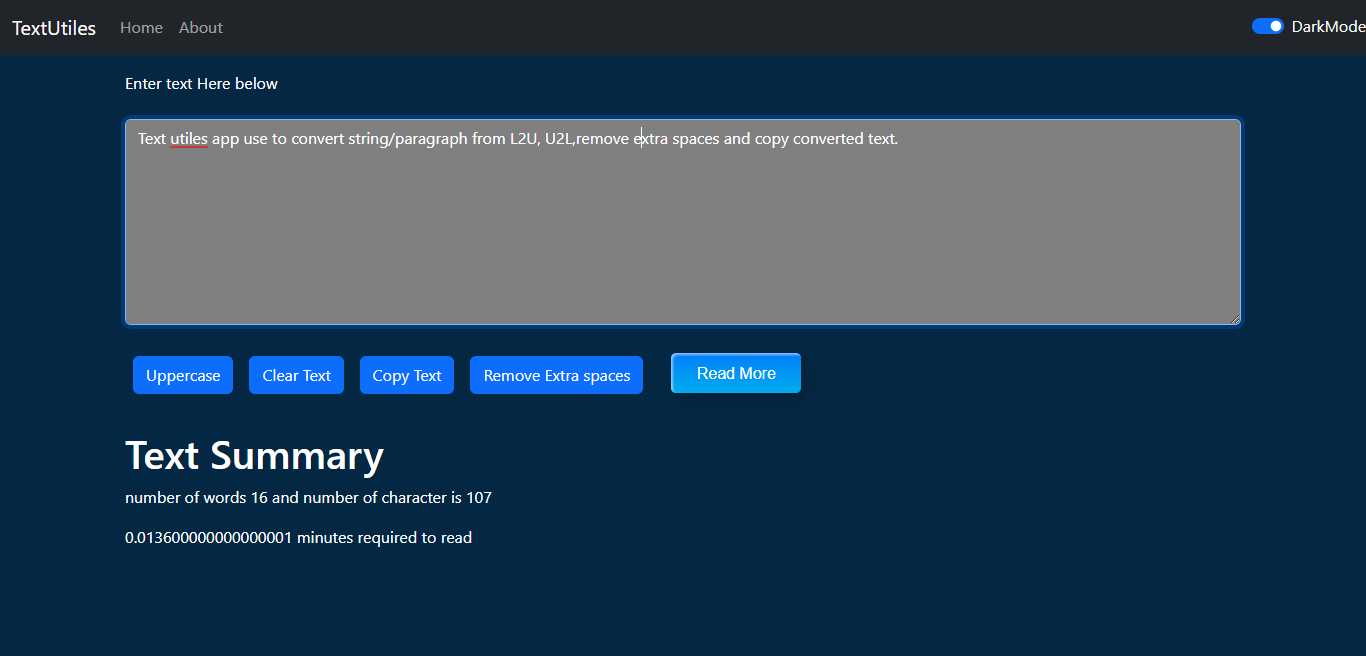 TextUtiles Home About DarkMode
Enter text Here below
Text utiles app use to convert string/paragraph from L2U, U2L,remove extra spaces and copy converted text.
Uppercase Clear Text Copy Text Remove Extra spaces Read More
Text Summary
number of words 16 and number of character is 107
0.013600000000000001 minutes required to read